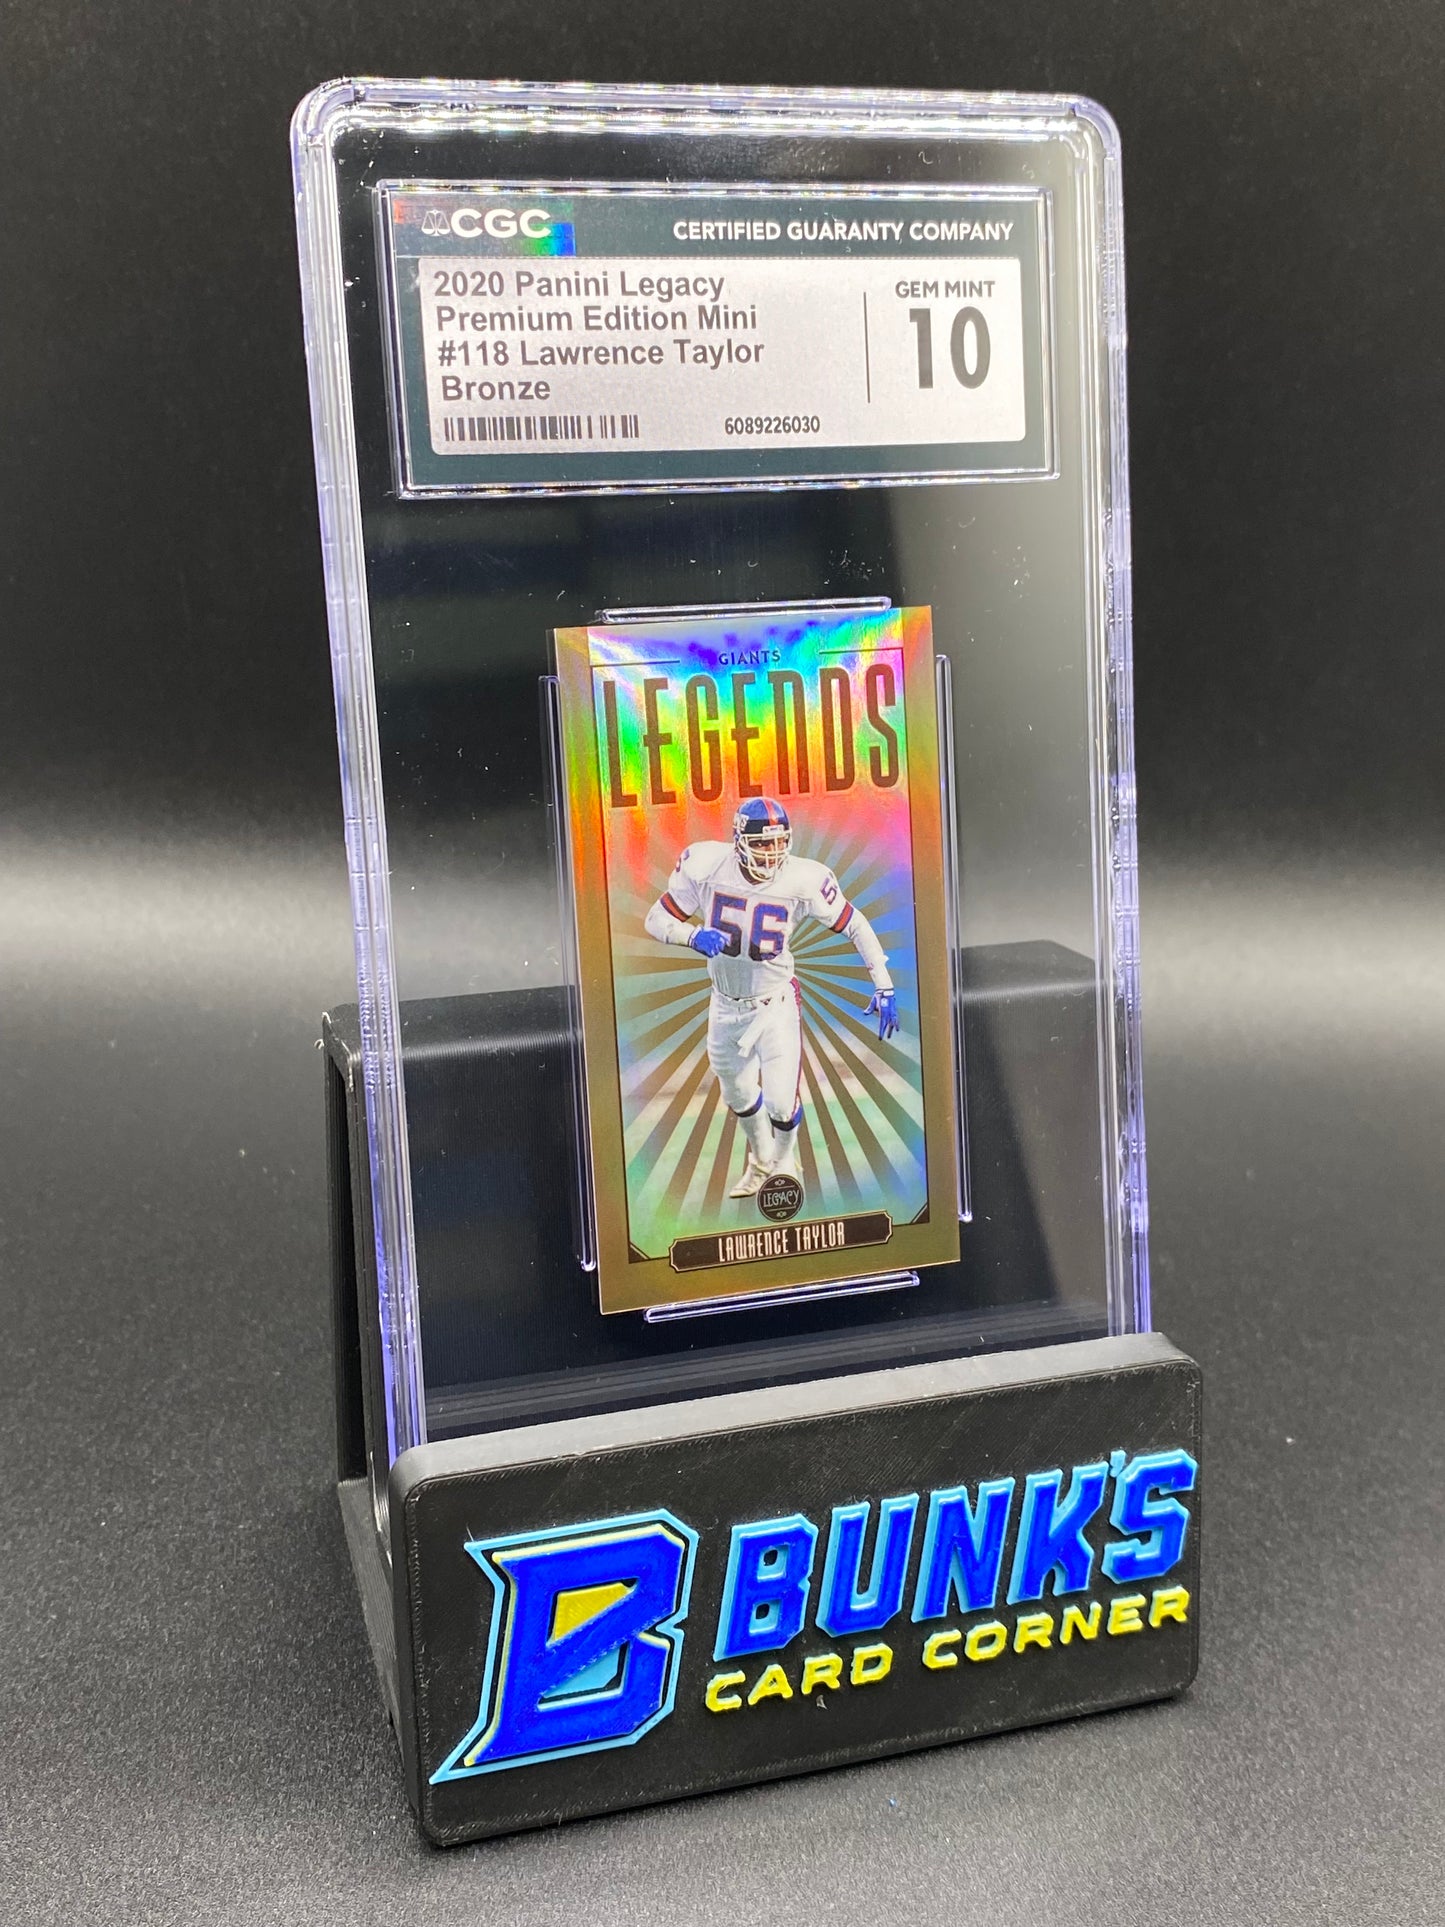 CGC
CERTIFIED GUARANTY COMPANY
2020 Panini Legacy
Premium Edition Mini
#118 Lawrence Taylor
Bronze
GEM MINT
10
6089226030
GIANTS
LEGENDS
56
56
LEGACY
LAWRENCE TAYLOR
B
BUNK'S
CARD CORNER